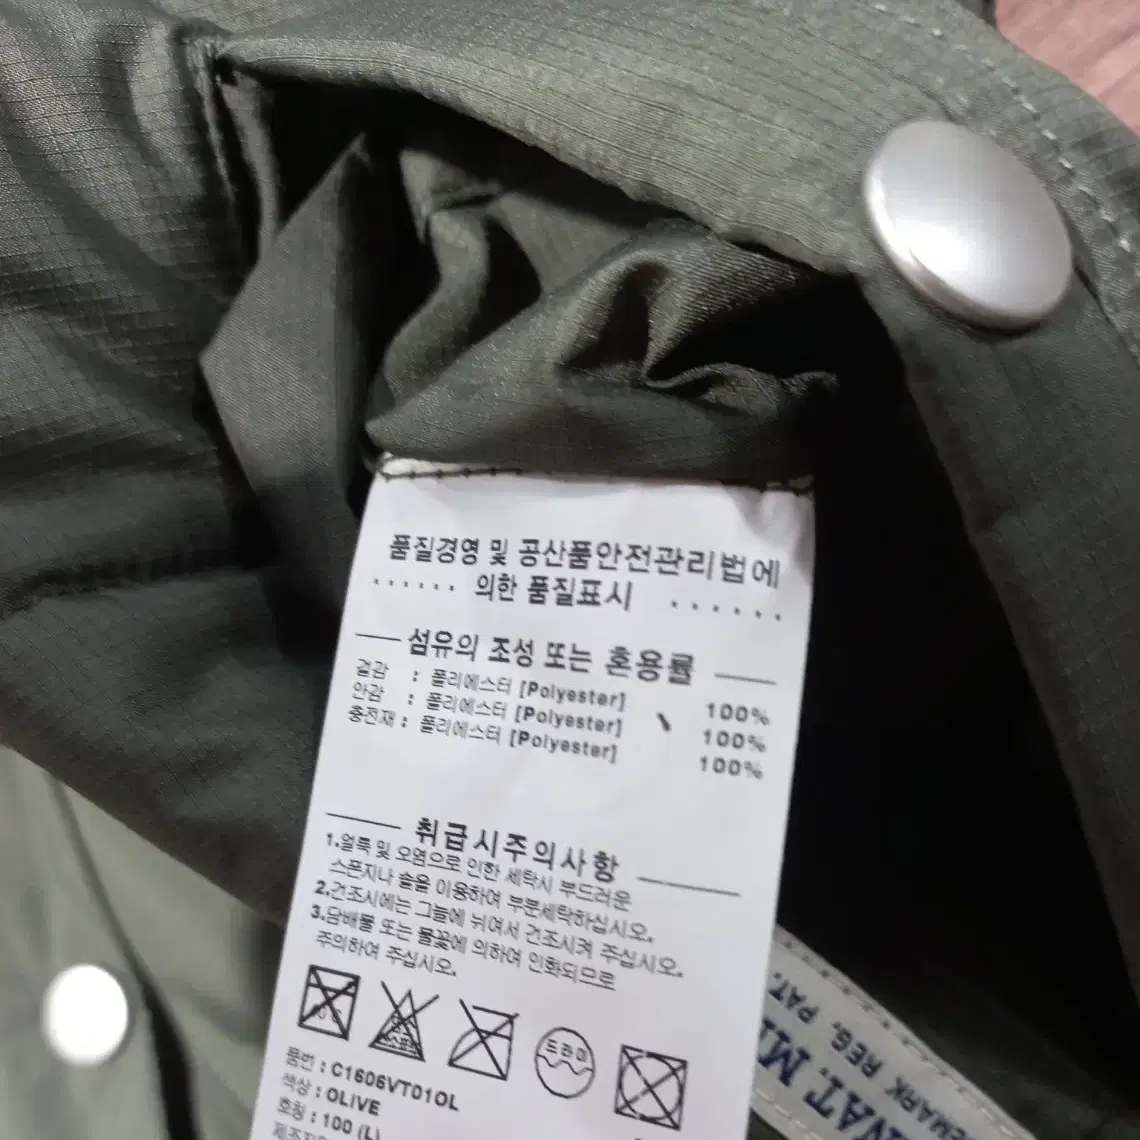 품질경영 및 공산품안전관리법에
...... 의한 품질표시 ......
섬유의 조성 또는 혼용률
겉감 : 폴리에스터 [Polyester] 100%
안감 : 폴리에스터 [Polyester] 100%
충전재 : 폴리에스터 [Polyester] 100%
취급시주의사항
1.얼룩 및 오염으로 인한 세탁시 부드러운
스폰지나 솔을 이용하여 부분세탁하십시오.
2.건조시에는 그늘에 뉘여서 건조시켜 주십시오.
3.담배불 또는 불꽃에 의하여 인화되므로
주의하여 주십시오.
드라이
품번 : C1606VT01OL
색상 : OLIVE
호칭 : 100 (L)
REG. PAT.